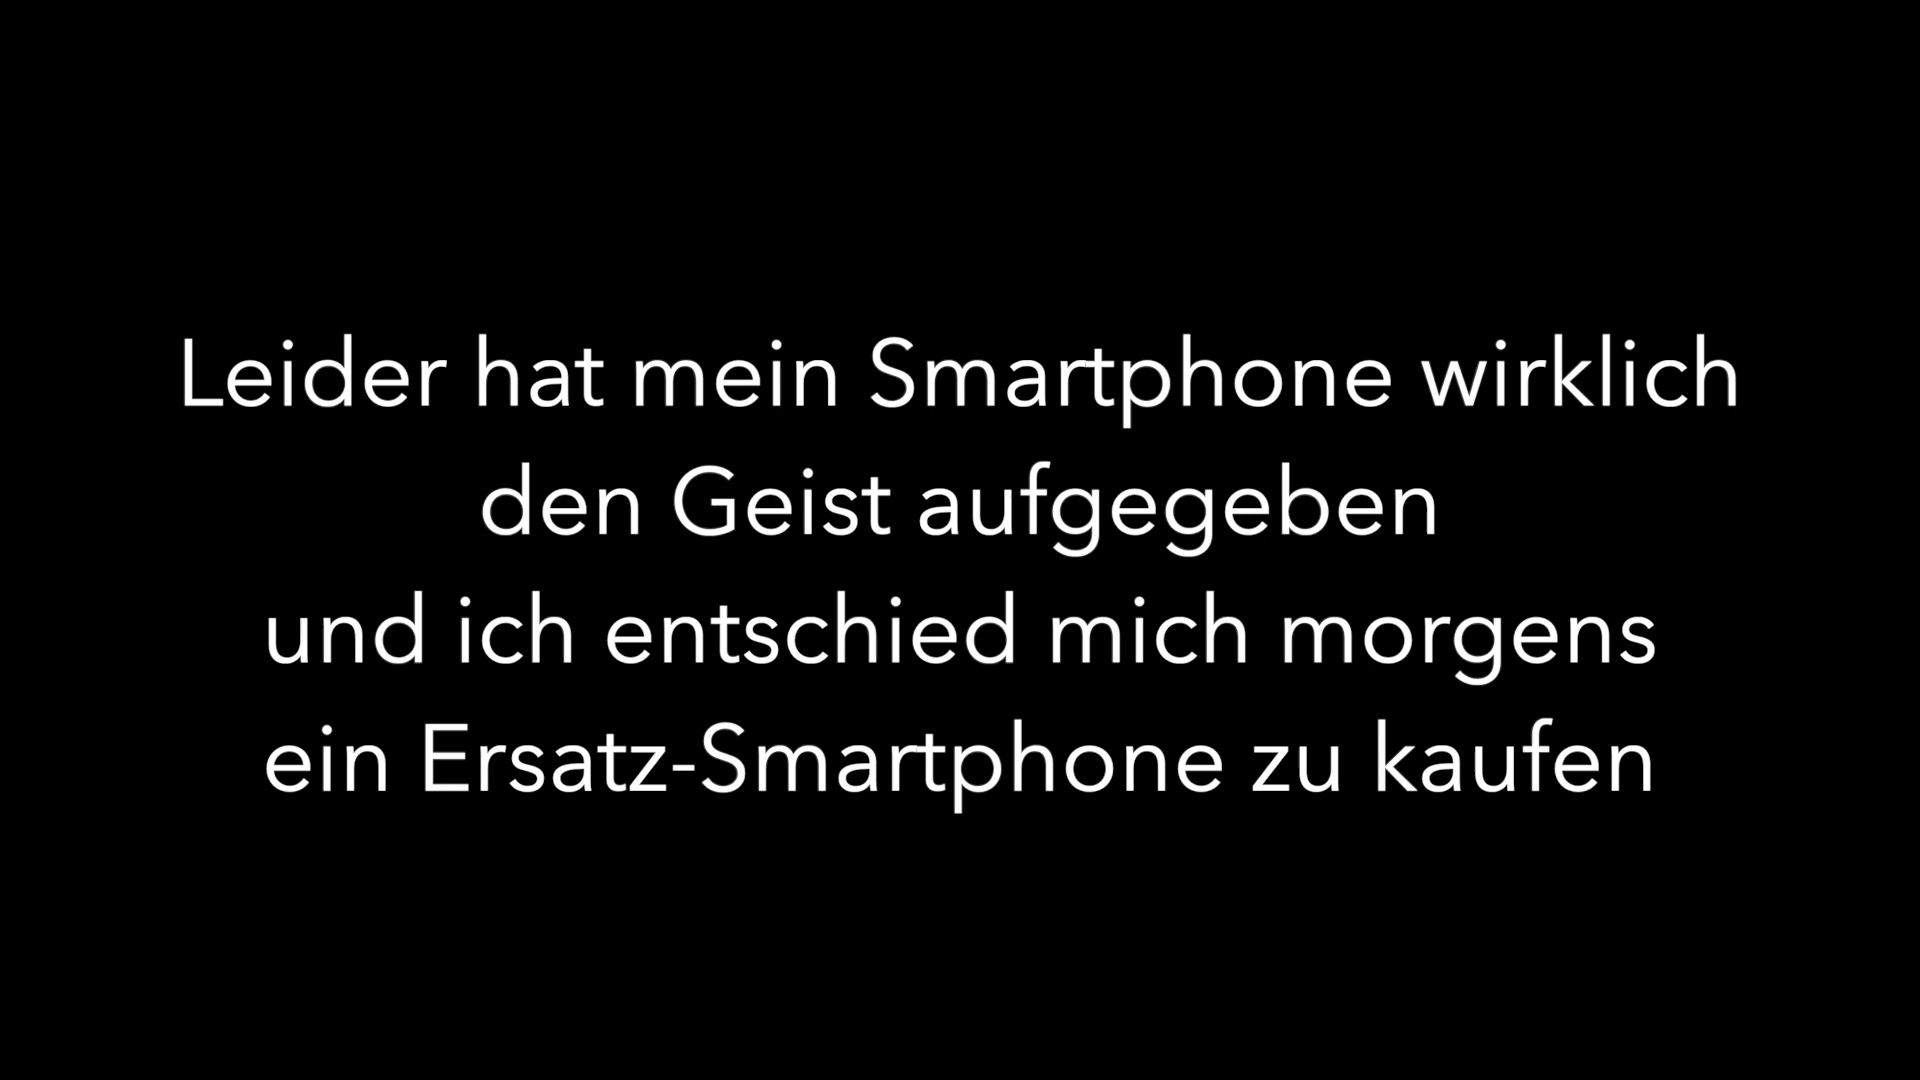 Leider hat mein Smartphone wirklich
den Geist aufgegeben
und ich entschied mich morgens
ein Ersatz-Smartphone zu kaufen